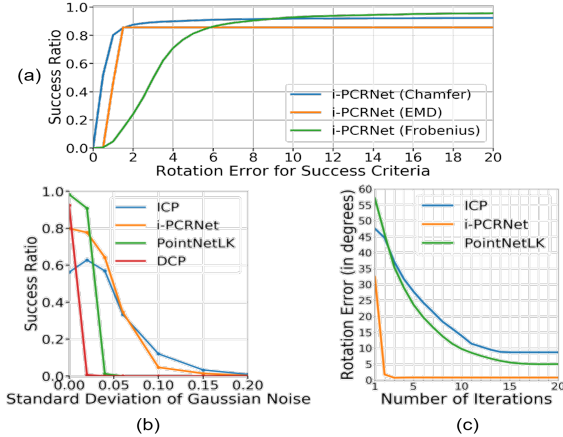 (a)
Success Ratio
1.0
0.8
0.6
0.4
0.2
0.0
i-PCRNet (Chamfer)
i-PCRNet (EMD)
i-PCRNet (Frobenius)
0 2 4 6 8 10 12 14 16 18 20
Rotation Error for Success Criteria
Success Ratio
1.0
0.8
0.6
0.4
0.2
0.0
ICP
i-PCRNet
PointNetLK
DCP
0.00 0.05 0.10 0.15 0.20
Standard Deviation of Gaussian Noise
(b)
Rotation Error (in degrees)
60
55
50
45
40
35
30
25
20
15
10
5
0
ICP
i-PCRNet
PointNetLK
1 5 10 15 20
Number of Iterations
(c)